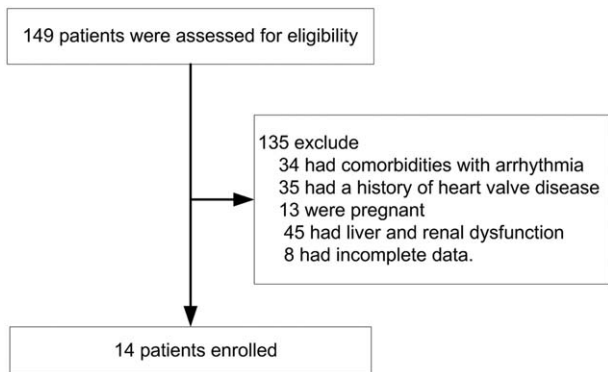 149 patients were assessed for eligibility
135 exclude
34 had comorbidities with arrhythmia
35 had a history of heart valve disease
13 were pregnant
45 had liver and renal dysfunction
8 had incomplete data.
14 patients enrolled